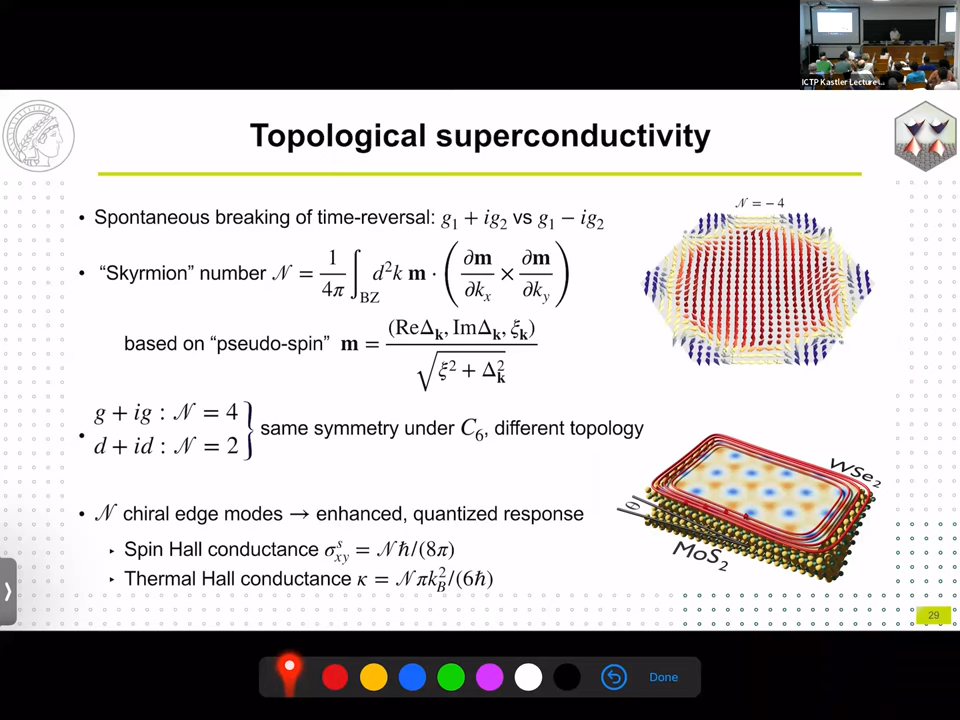 ICTP Kastler Lecture
Topological superconductivity
• Spontaneous breaking of time-reversal: g₁ + ig₂ vs g₁ − ig₂
𝒩 = − 4
• “Skyrmion” number 𝒩 = 1/4π ∫_BZ d²k m · (∂m/∂kₓ × ∂m/∂k_y)
based on “pseudo-spin” m = (ReΔ_k, ImΔ_k, ξ_k) / √(ξ² + Δ_k²)
• g + ig : 𝒩 = 4
d + id : 𝒩 = 2
} same symmetry under C₆, different topology
• 𝒩 chiral edge modes → enhanced, quantized response
‣ Spin Hall conductance σ^s_xy = 𝒩ℏ/(8π)
‣ Thermal Hall conductance κ = 𝒩πk_B²/(6ℏ)
WSe₂
θ
MoS₂
29
Done